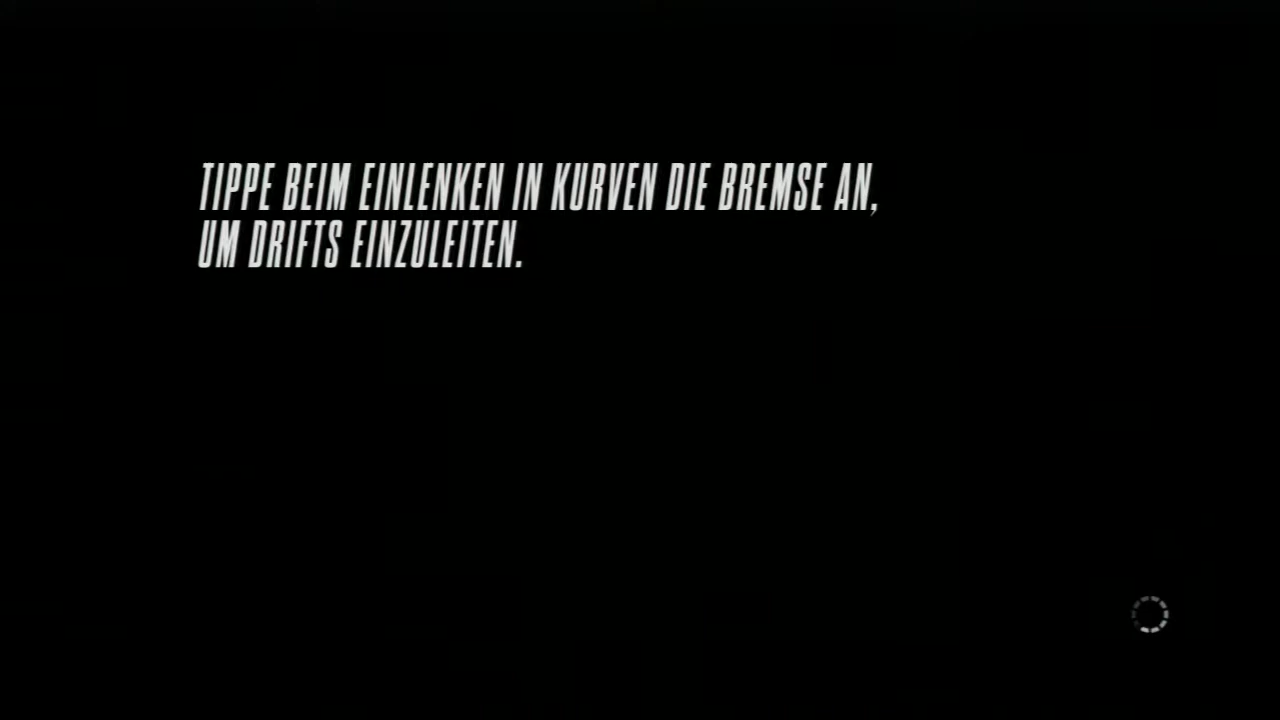 TIPPE BEIM EINLENKEN IN KURVEN DIE BREMSE AN,
UM DRIFTS EINZULEITEN.